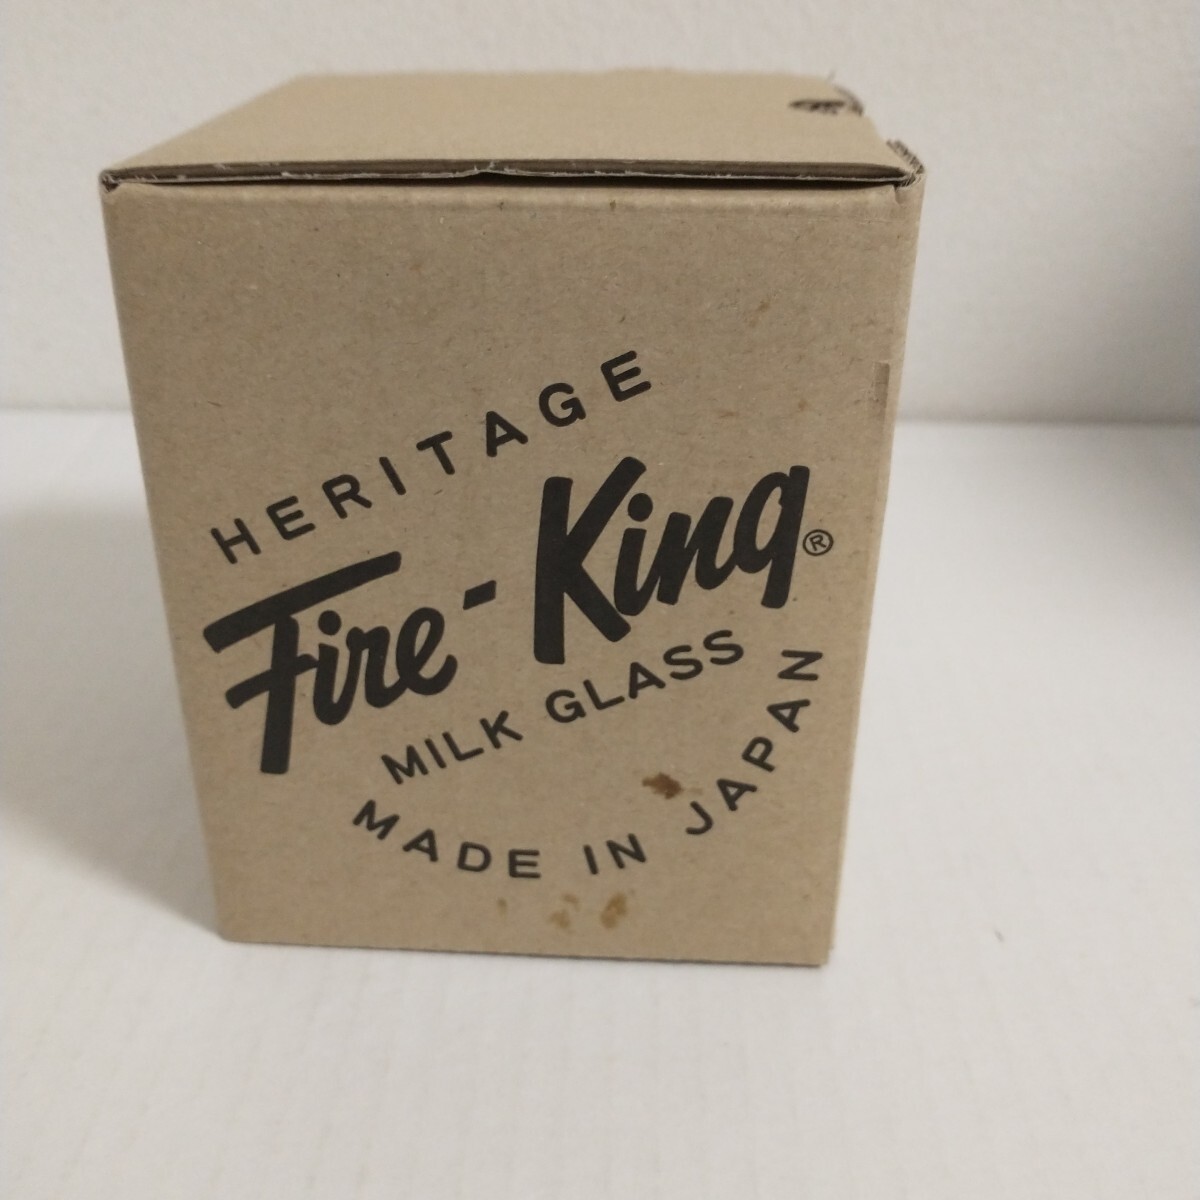 HERITAGE
Fire-King®
MILK GLASS
MADE IN JAPAN